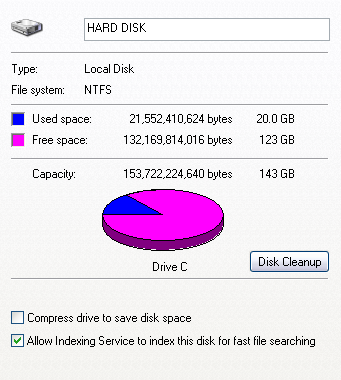 HARD DISK
Type: Local Disk
File system: NTFS
Used space: 21,552,410,624 bytes 20.0 GB
Free space: 132,169,814,016 bytes 123 GB
Capacity: 153,722,224,640 bytes 143 GB
Drive C
Disk Cleanup
Compress drive to save disk space
Allow Indexing Service to index this disk for fast file searching